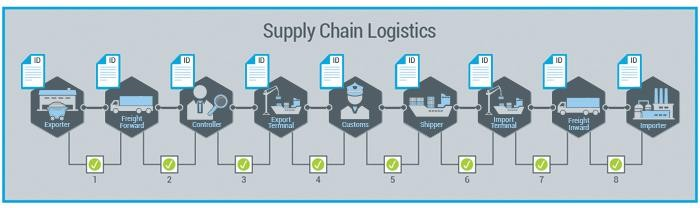 Supply Chain Logistics
ID
ID
ID
ID
ID
ID
ID
ID
ID
Exporter
Freight
Forward
Controller
Export
Terminal
Customs
Shipper
Import
Terminal
Freight
Inward
Importer
1
2
3
4
5
6
7
8